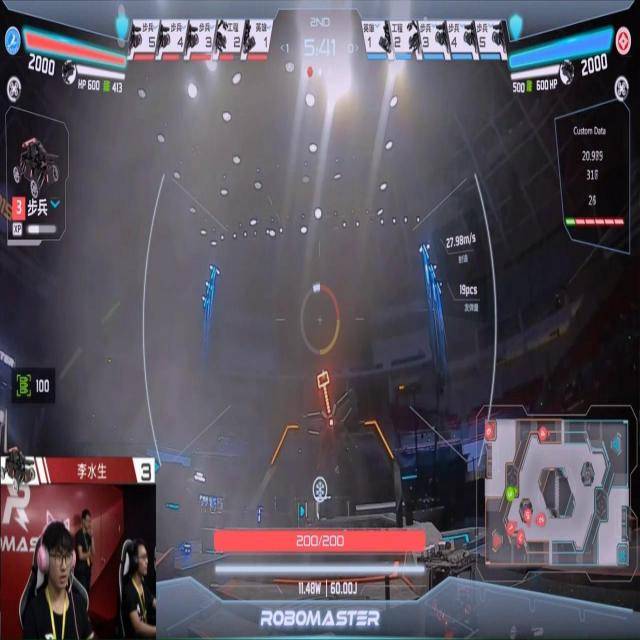 2ND
5:41
步兵 步兵 步兵 工程 英雄
5 4 3 2 1
英雄 工程 步兵 步兵 步兵
1 2 3 4 5
2000
HP 600 413
2000
500 600 HP
3 步兵
XP
Custom Data
20.985
318
26
27.98m/s
19pcs
100
李水生 3
200/200
11.48W 60.00J
ROBOMASTER